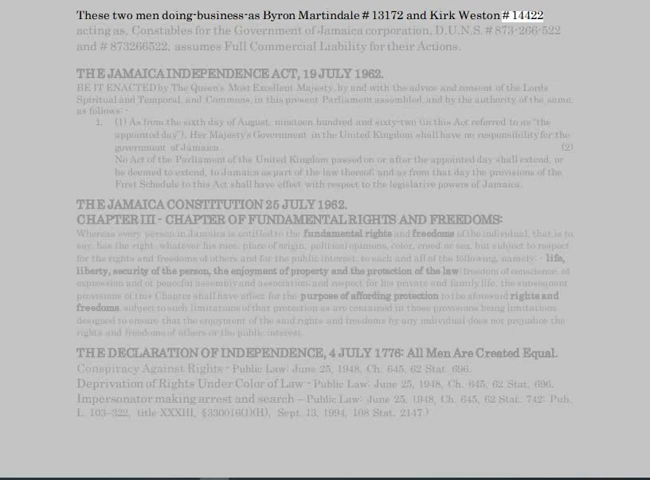 These two men doing-business-as Byron Martindale # 13172 and Kirk Weston # 14422
acting as, Constables for the Government of Jamaica corporation, D.U.N.S. # 873-266-522
and # 873266522, assumes Full Commercial Liability for their Actions.
THE JAMAICA INDEPENDENCE ACT, 19 JULY 1962.
BE IT ENACTED by The Queen's Most Excellent Majesty, by and with the advice and consent of the Lords
Spiritual and Temporal, and Commons, in this present Parliament assembled, and by the authority of the same,
as follows: -
1. (1) As from the sixth day of August, nineteen hundred and sixty-two (in this Act referred to as "the
appointed day"), Her Majesty's Government in the United Kingdom shall have no responsibility for the
government of Jamaica. (2)
No Act of the Parliament of the United Kingdom passed on or after the appointed day shall extend, or
be deemed to extend, to Jamaica as part of the law thereof; and as from that day the provisions of the
First Schedule to this Act shall have effect with respect to the legislative powers of Jamaica.
THE JAMAICA CONSTITUTION 25 JULY 1962.
CHAPTER III - CHAPTER OF FUNDAMENTAL RIGHTS AND FREEDOMS:
Whereas every person in Jamaica is entitled to the fundamental rights and freedoms of the individual, that is to
say, has the right, whatever his race, place of origin, political opinions, color, creed or sex, but subject to respect
for the rights and freedoms of others and for the public interest, to each and all of the following, namely: - life,
liberty, security of the person, the enjoyment of property and the protection of the law; freedom of conscience, of
expression and of peaceful assembly and association; and respect for his private and family life, the subsequent
provisions of this Chapter shall have effect for the purpose of affording protection to the aforesaid rights and
freedoms, subject to such limitations of that protection as are contained in those provisions being limitations
designed to ensure that the enjoyment of the said rights and freedoms by any individual does not prejudice the
rights and freedoms of others or the public interest.
THE DECLARATION OF INDEPENDENCE, 4 JULY 1776: All Men Are Created Equal.
Conspiracy Against Rights - Public Law: June 25, 1948, Ch. 645, 62 Stat. 696.
Deprivation of Rights Under Color of Law - Public Law: June 25, 1948, Ch. 645, 62 Stat. 696.
Impersonator making arrest and search – Public Law: June 25, 1948, Ch. 645, 62 Stat. 742: Pub.
L. 103–322, title XXXIII, §330016(1)(H), Sept. 13, 1994, 108 Stat. 2147.)